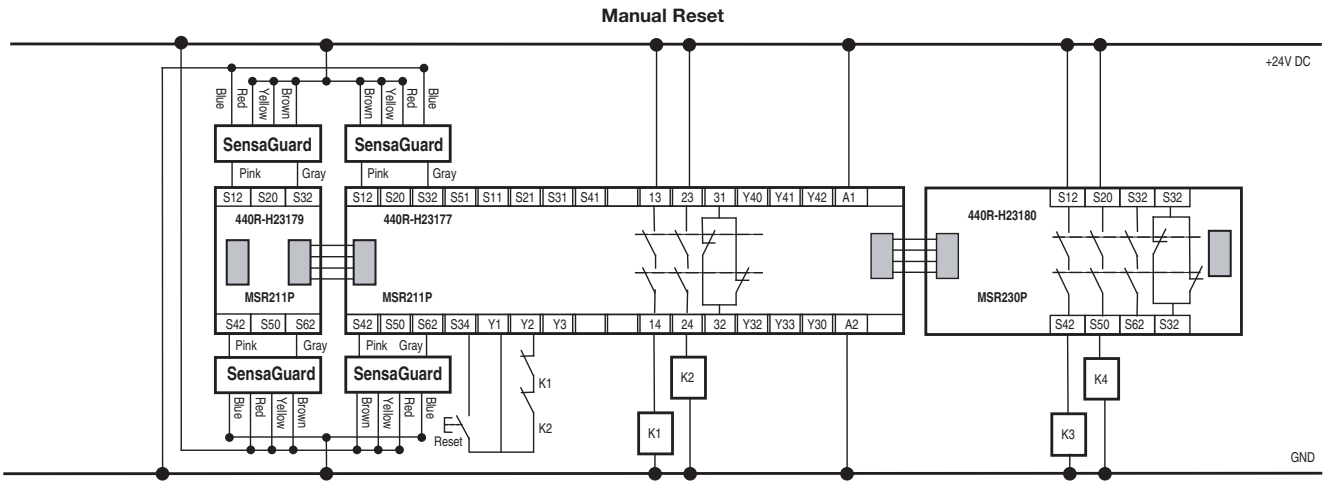 Manual Reset
+24V DC
Blue Red Yellow Brown Brown Yellow Red Blue
SensaGuard SensaGuard
Pink Gray Pink Gray
S12 S20 S32 S12 S20 S32 S51 S11 S21 S31 S41 13 23 31 Y40 Y41 Y42 A1 S12 S20 S32 S32
440R-H23179 440R-H23177 440R-H23180
MSR211P MSR211P MSR230P
S42 S50 S62 S42 S50 S62 S34 Y1 Y2 Y3 14 24 32 Y32 Y33 Y30 A2 S42 S50 S62 S32
Pink Gray Pink Gray
SensaGuard SensaGuard K1 K2 K4
Blue Red Yellow Brown Brown Yellow Red Blue
Reset K2 K1 K3
GND